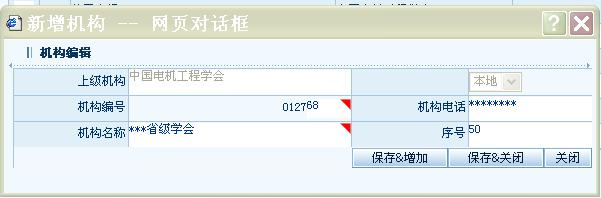 新增机构 -- 网页对话框
机构编辑
上级机构 中国电机工程学会 本地
机构编号 012768 机构电话 ********
机构名称 ***省级学会 序号 50
保存&增加 保存&关闭 关闭